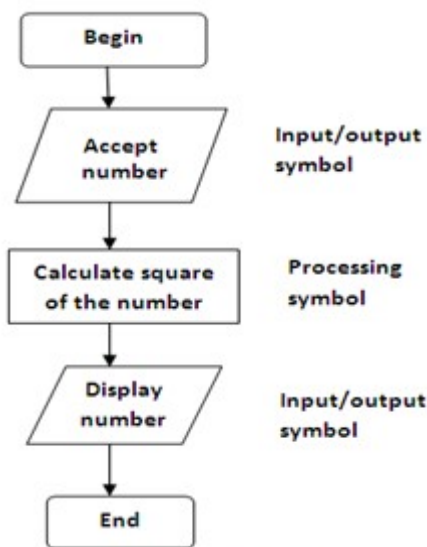 Begin
Accept
number
Input/output
symbol
Calculate square
of the number
Processing
symbol
Display
number
Input/output
symbol
End